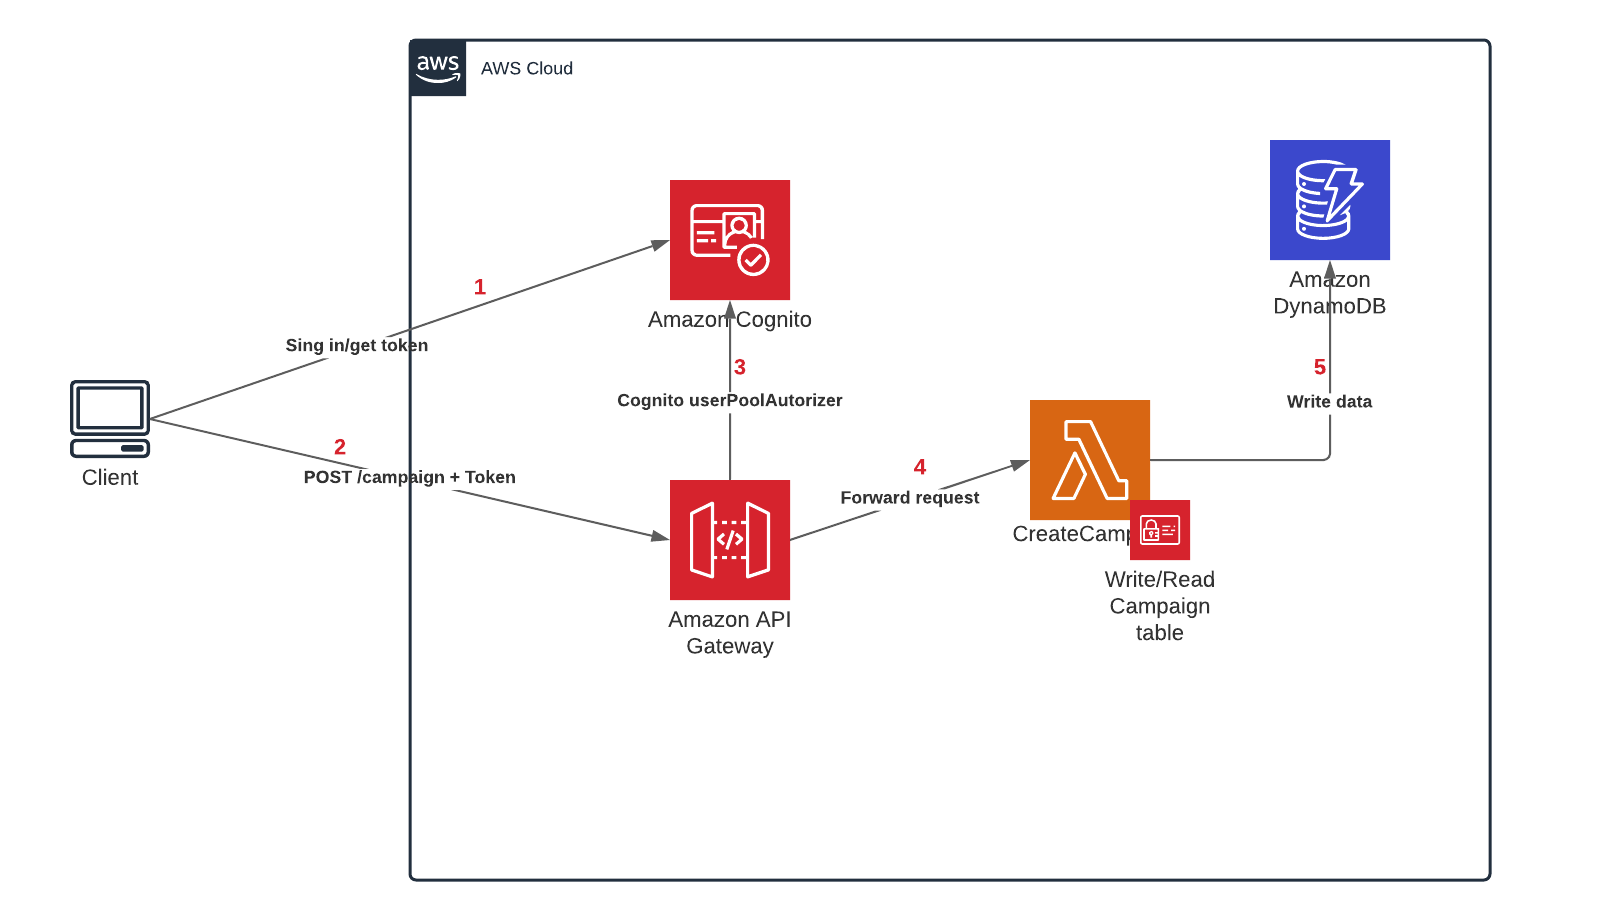 aws
AWS Cloud
1
Amazon Cognito
Sing in/get token
3
Cognito userPoolAutorizer
Client
2
POST /campaign + Token
Amazon API
Gateway
4
Forward request
CreateCamp
Write/Read
Campaign
table
5
Write data
Amazon
DynamoDB